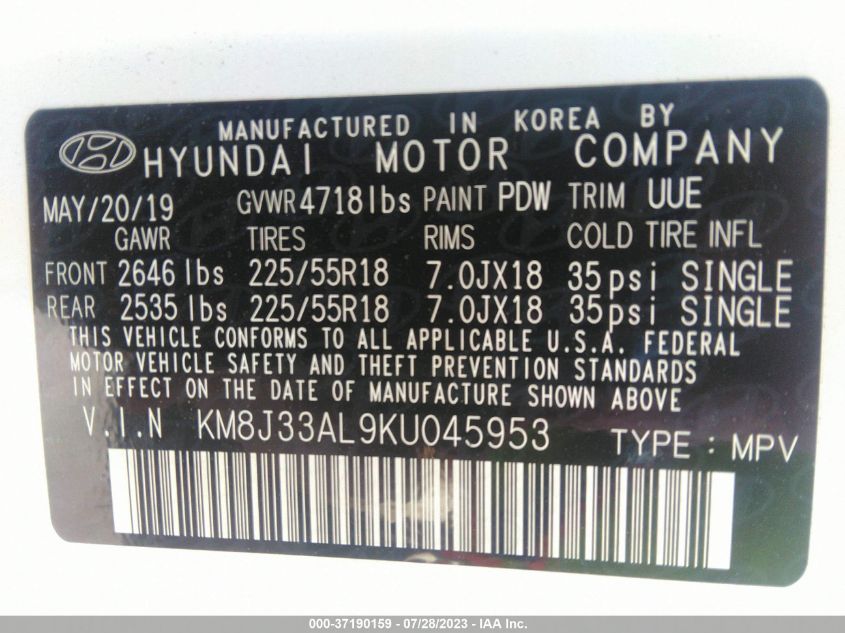 MANUFACTURED IN KOREA BY
HYUNDAI MOTOR COMPANY
MAY/20/19 GVWR 4718lbs PAINT PDW TRIM UUE
GAWR TIRES RIMS COLD TIRE INFL
FRONT 2646 lbs 225/55R18 7.0JX18 35psi SINGLE
REAR 2535 lbs 225/55R18 7.0JX18 35psi SINGLE
THIS VEHICLE CONFORMS TO ALL APPLICABLE U.S.A. FEDERAL
MOTOR VEHICLE SAFETY AND THEFT PREVENTION STANDARDS
IN EFFECT ON THE DATE OF MANUFACTURE SHOWN ABOVE
V.I.N KM8J33AL9KU045953 TYPE : MPV
000-37190159 / 07/28/2023 - IAA Inc.